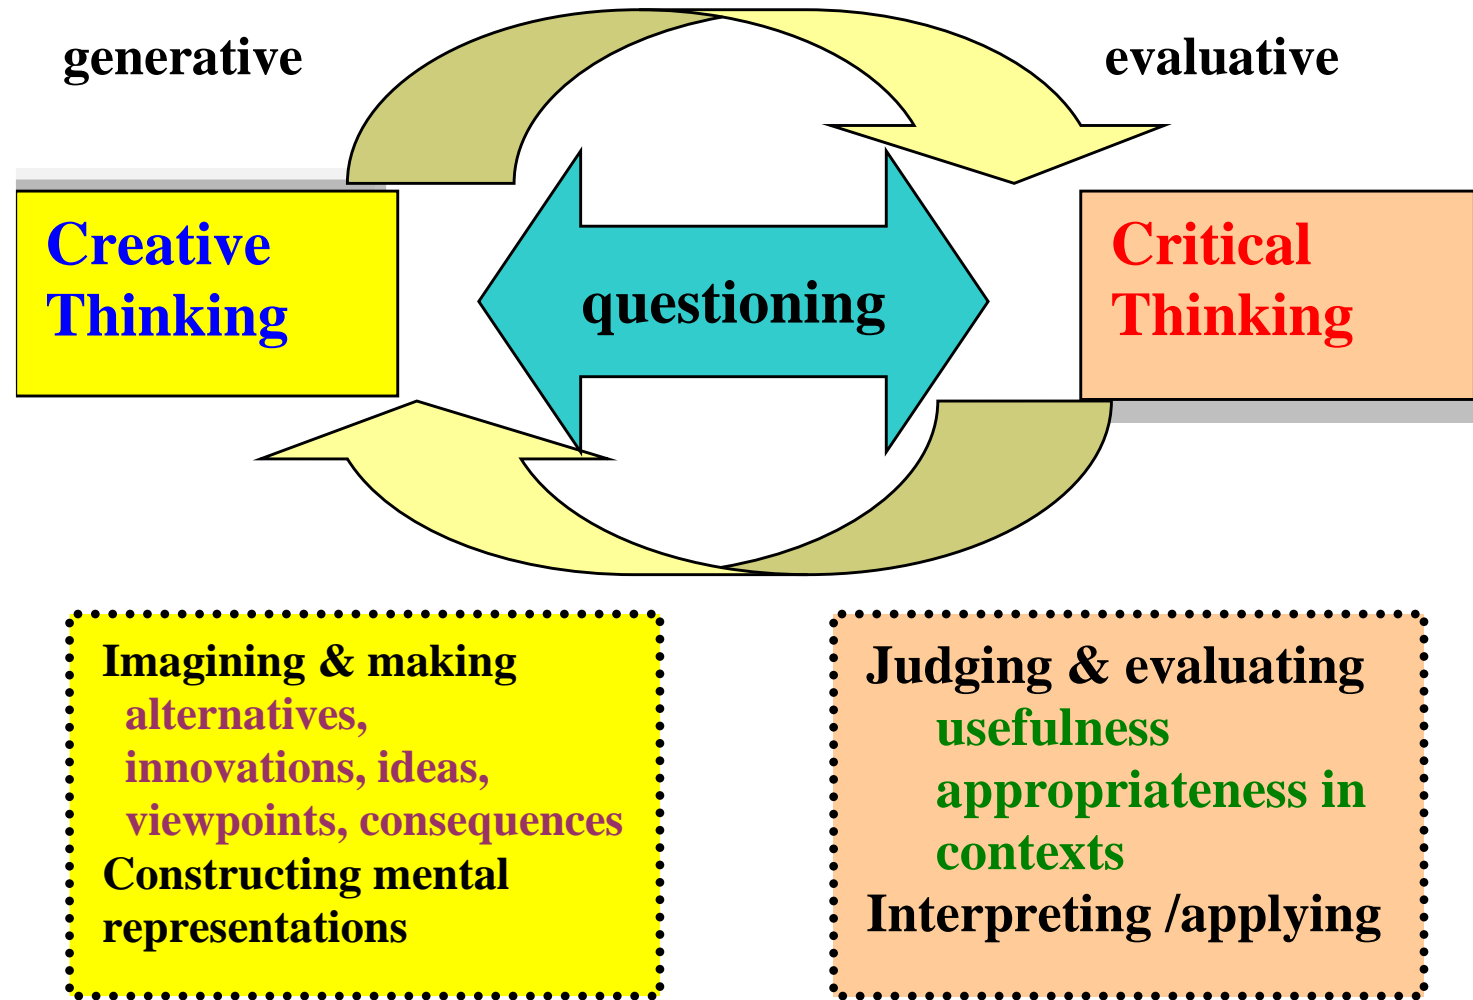 generative
evaluative
Creative
Thinking
questioning
Critical
Thinking
Imagining & making
alternatives,
innovations, ideas,
viewpoints, consequences
Constructing mental
representations
Judging & evaluating
usefulness
appropriateness in
contexts
Interpreting /applying